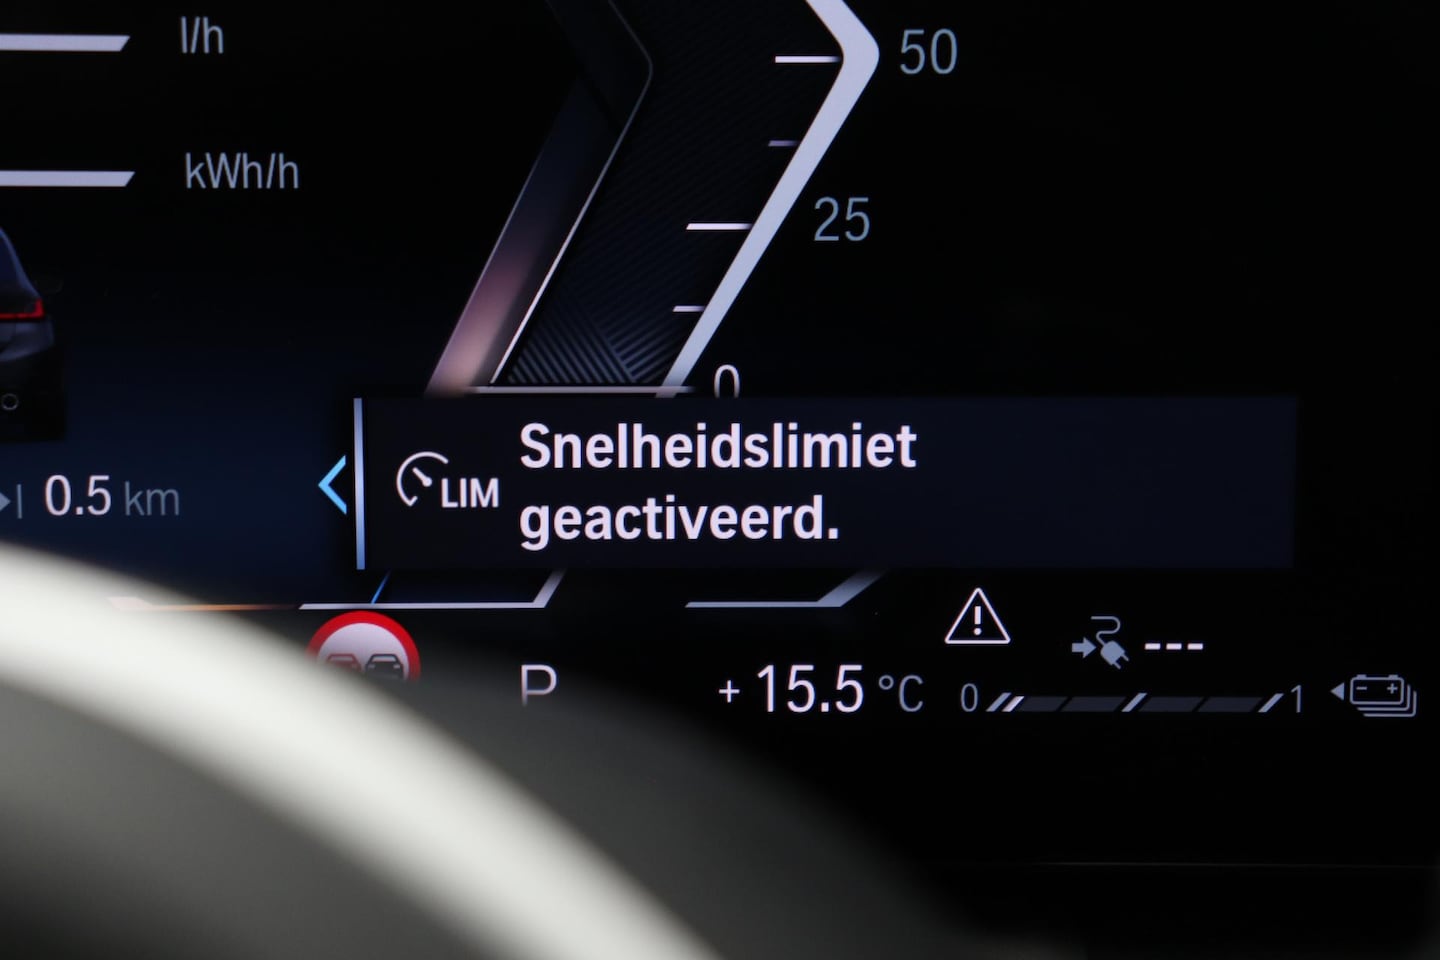 l/h
50
kWh/h
25
0
Snelheidslimiet
LIM
geactiveerd.
0.5 km
---
P
+ 15.5 °C
0
1